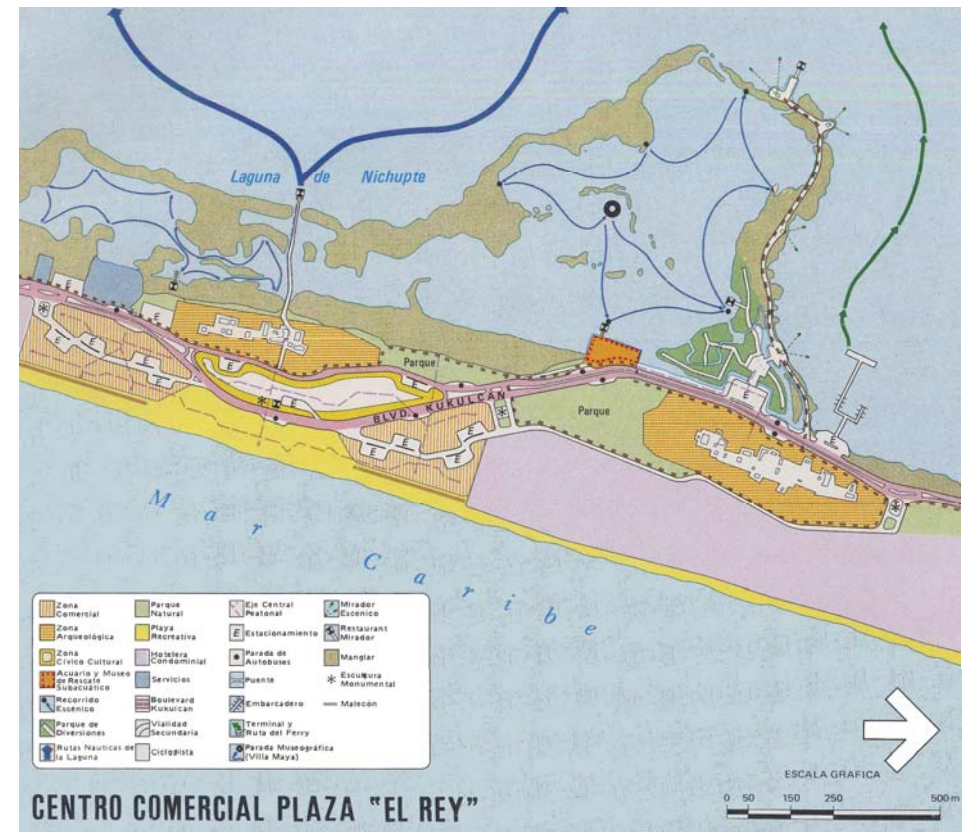 Laguna de Nichupte
E
E
E
E
E
Parque
BLVD. KUKULCAN
E
E
E
Parque
E
E
Mar Caribe
Zona Comercial
Parque Natural
Eje Central Peatonal
Mirador Escénico
Zona Arqueológica
Playa Recreativa
E Estacionamiento
Restaurant Mirador
Zona Cívico Cultural
Hotelera Condominial
Parada de Autobuses
Manglar
Acuario y Museo de Rescate Subacuático
Servicios
Puente
Escultura Monumental
Recorrido Escénico
Boulevard Kukulcan
Embarcadero
Malecón
Parque de Diversiones
Vialidad Secundaria
Terminal y Ruta del Ferry
Rutas Nauticas de la Laguna
Ciclopista
Parada Museográfica (Villa Maya)
ESCALA GRAFICA
0 50 150 250 500 m
CENTRO COMERCIAL PLAZA "EL REY"